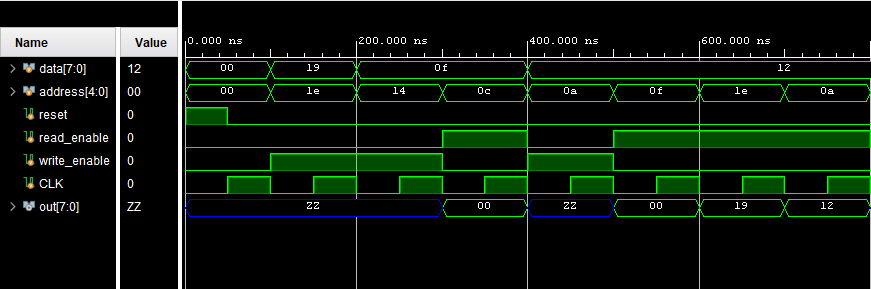 Name Value
0.000 ns 200.000 ns 400.000 ns 600.000 ns
data[7:0] 12 00 19 0f 12
address[4:0] 00 00 1e 14 0c 0a 0f 1e 0a
reset 0
read_enable 0
write_enable 0
CLK 0
out[7:0] ZZ ZZ 00 ZZ 00 19 12